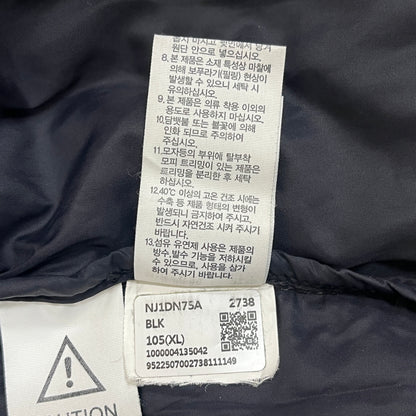 원단 안으로 넣어 주십시오.
8.본 제품은 소재 특성상 마찰에
의해 보푸라기(필링) 현상이
발생할 수 있으니 세탁 시
유의하십시오.
9.본 제품은 의류 착용 이외의
용도로 사용하지 마십시오.
10.담뱃불 또는 불꽃에 의해
인화 되므로 주의하여
주십시오.
11.모자등의 부위에 탈부착
모피 트리밍이 있는 제품은
트리밍을 분리한 후 세탁
하십시오.
12.40℃ 이상의 고온 건조 시에는
수축 등 제품 형태의 변형이
발생되니 금지하여 주시고,
반드시 자연건조 시켜 주시기
바랍니다.
13.섬유 유연제 사용은 제품의
방수,발수 기능을 저하시킬
수 있으므로, 사용을 삼가
하여 주십시오.
NJ1DN75A 2738
BLK
105(XL)
1000004135042
9522507002738111149
CAUTION